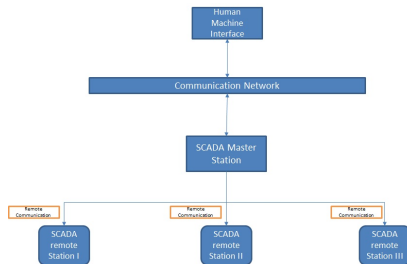 Human
Machine
Interface
Communication Network
SCADA Master
Station
Remote
Communication
Remote
Communication
Remote
Communication
SCADA
remote
Station I
SCADA
remote
Station II
SCADA
remote
Station III